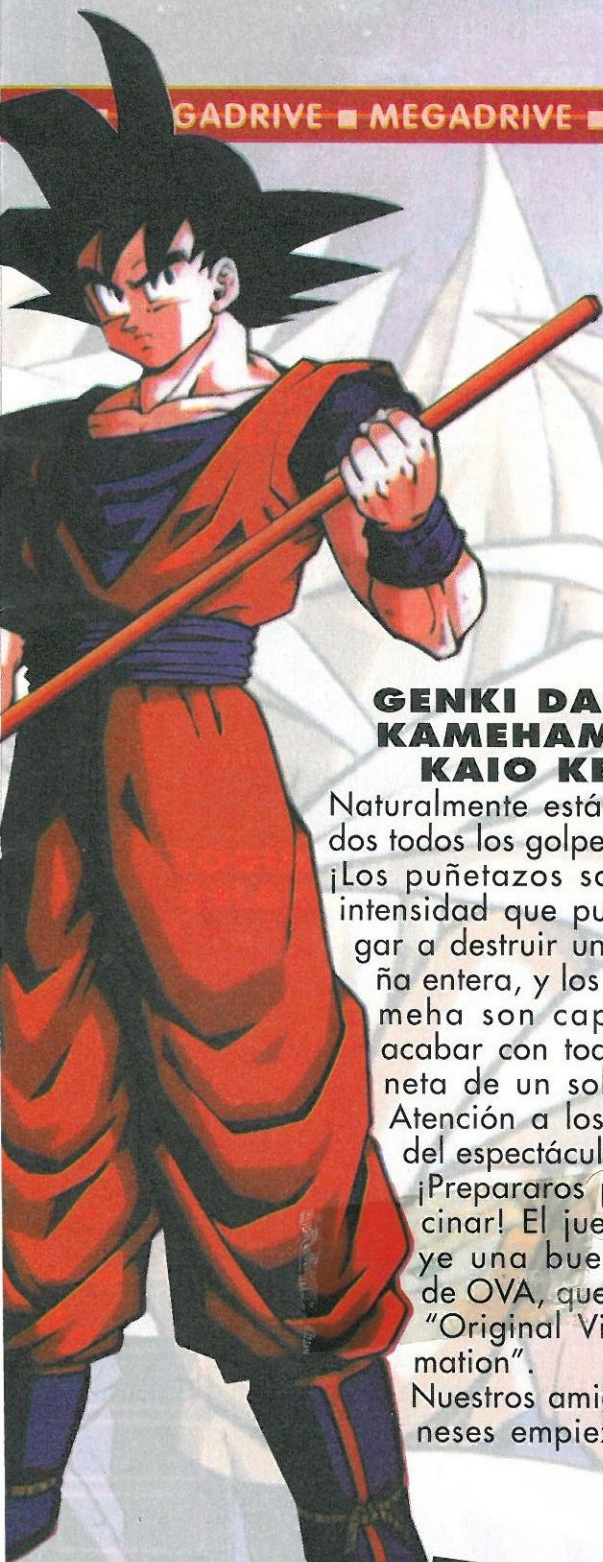 GADRIVE ■ MEGADRIVE ■
GENKI DA
KAMEHAM
KAIO KE
Naturalmente está
dos todos los golpe
¡Los puñetazos so
intensidad que pu
gar a destruir un
ña entera, y los
meha son cap
acabar con tod
neta de un sol
Atención a los
del espectácul
¡Prepararos
cinar! El jue
ye una bue
de OVA, que
"Original Vi
mation".
Nuestros ami
neses empiez